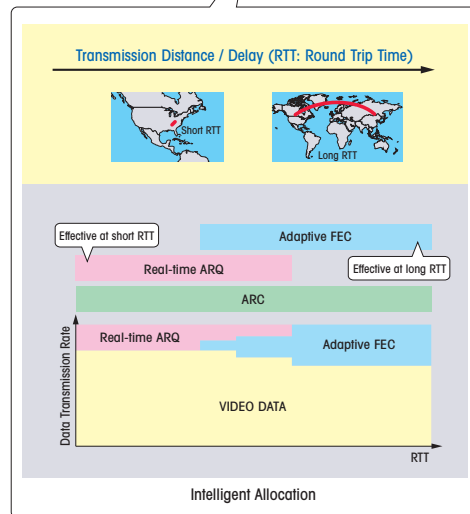 Transmission Distance / Delay (RTT: Round Trip Time)
Short RTT
Long RTT
Effective at short RTT
Adaptive FEC
Real-time ARQ
Effective at long RTT
ARC
Data Transmission Rate
Real-time ARQ
Adaptive FEC
VIDEO DATA
RTT
Intelligent Allocation